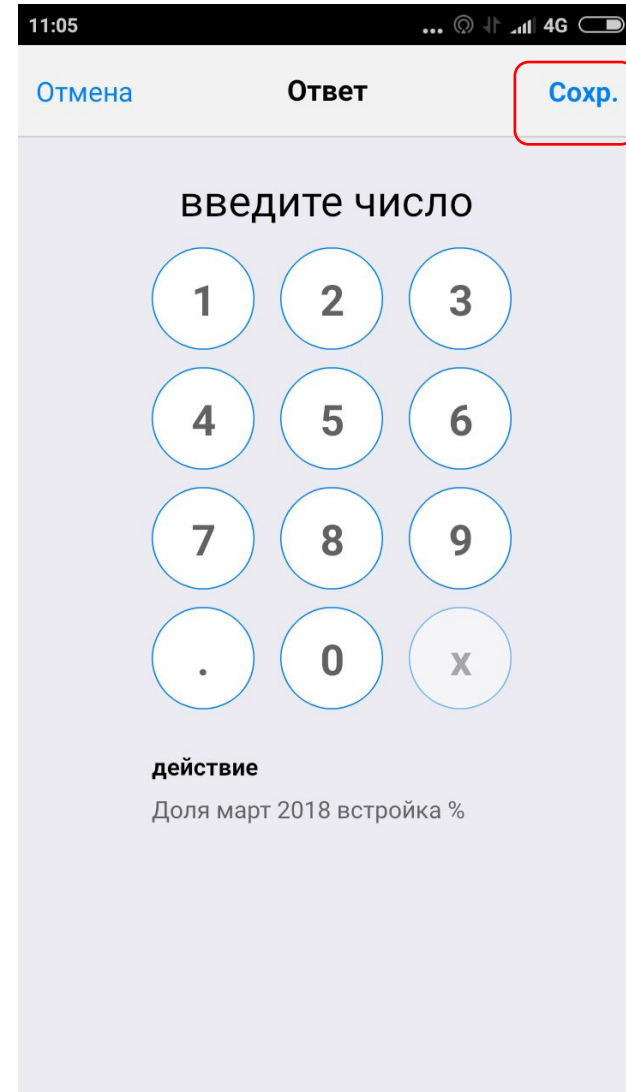 11:05 ... 4G
Отмена Ответ Сохр.
введите число
1 2 3
4 5 6
7 8 9
. 0 x
действие
Доля март 2018 встройка %